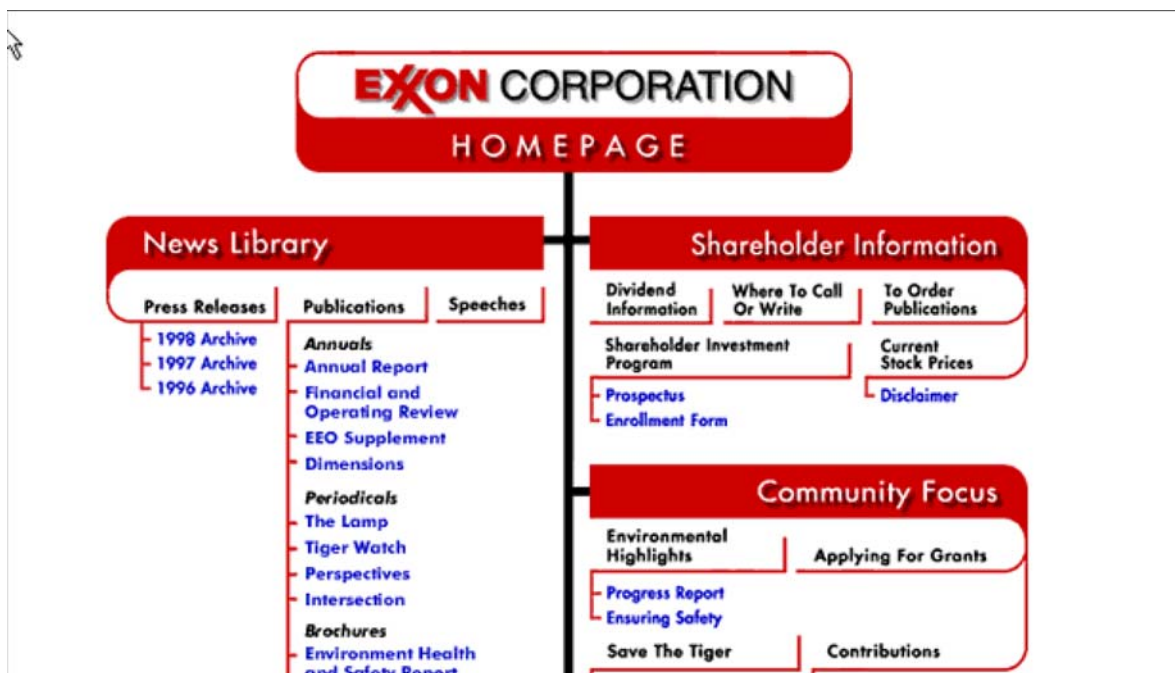 EXXON CORPORATION
HOMEPAGE
News Library
Press Releases
1998 Archive
1997 Archive
1996 Archive
Publications
Annuals
Annual Report
Financial and
Operating Review
EEO Supplement
Dimensions
Periodicals
The Lamp
Tiger Watch
Perspectives
Intersection
Brochures
Environment Health
and Safety Report
Speeches
Shareholder Information
Dividend
Information
Where To Call
Or Write
To Order
Publications
Shareholder Investment
Program
Prospectus
Enrollment Form
Current
Stock Prices
Disclaimer
Community Focus
Environmental
Highlights
Progress Report
Ensuring Safety
Applying For Grants
Save The Tiger
Contributions